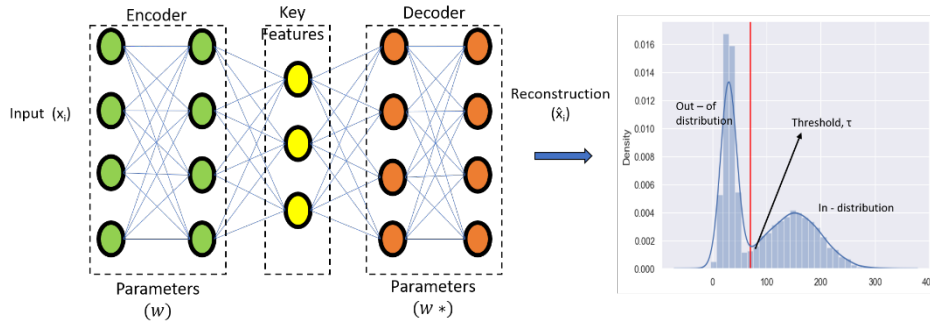 Encoder
Key
Features
Decoder
Input (xᵢ)
Reconstruction
(x̂ᵢ)
Parameters
(w)
Parameters
(w *)
0.016
0.014
0.012
0.010
0.008
0.006
0.004
0.002
0.000
Density
Out – of
distribution
Threshold, τ
In - distribution
0
100
200
300
40